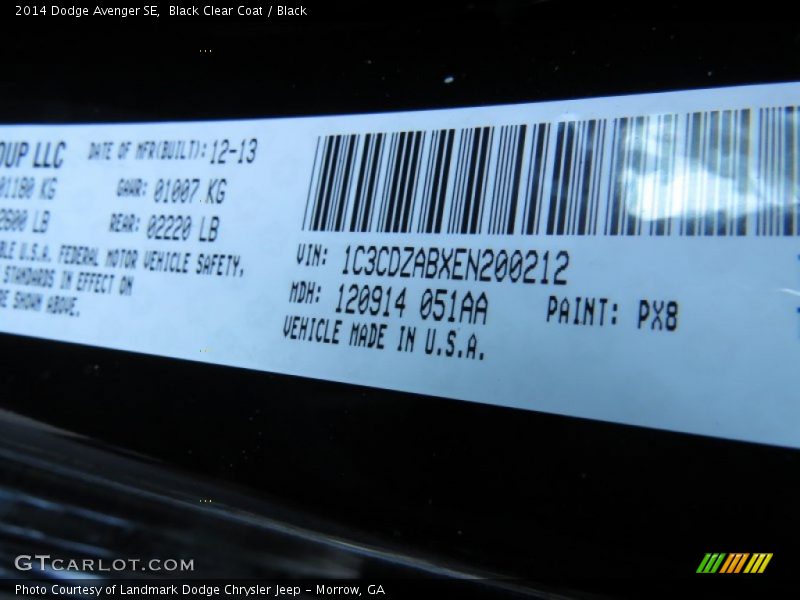 2014 Dodge Avenger SE,  Black Clear Coat / Black
OUP LLC DATE OF MFR(BUILT): 12-13
01180 KG GAWR: 01007 KG
2600 LB REAR: 02220 LB
BLE U.S.A. FEDERAL MOTOR VEHICLE SAFETY,
STANDARDS IN EFFECT ON
RE SHOWN ABOVE.
VIN: 1C3CDZABXEN200212
MDH: 120914 051AA PAINT: PX8
VEHICLE MADE IN U.S.A.
GTCARLOT.COM
Photo Courtesy of Landmark Dodge Chrysler Jeep - Morrow, GA